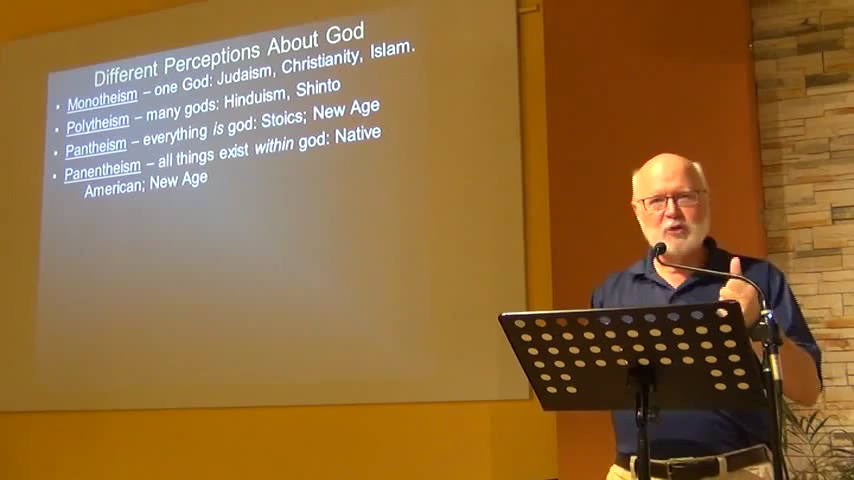 Different Perceptions About God
• Monotheism – one God: Judaism, Christianity, Islam.
• Polytheism – many gods: Hinduism, Shinto
• Pantheism – everything is god: Stoics; New Age
• Panentheism – all things exist within god: Native
American; New Age